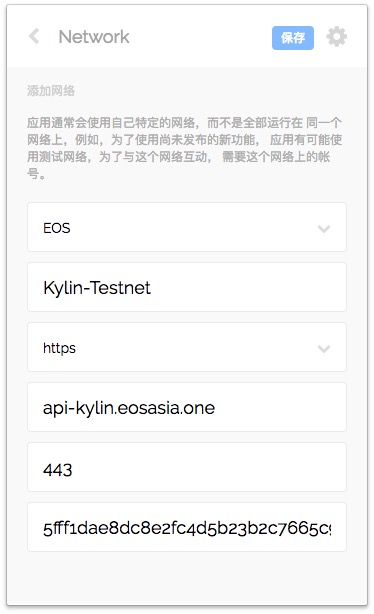 Network
保存
添加网络
应用通常会使用自己特定的网络，而不是全部运行在 同一个
网络上，例如，为了使用尚未发布的新功能， 应用有可能使
用测试网络，为了与这个网络互动， 需要这个网络上的帐
号。
EOS
Kylin-Testnet
https
api-kylin.eosasia.one
443
5fff1dae8dc8e2fc4d5b23b2c7665c9